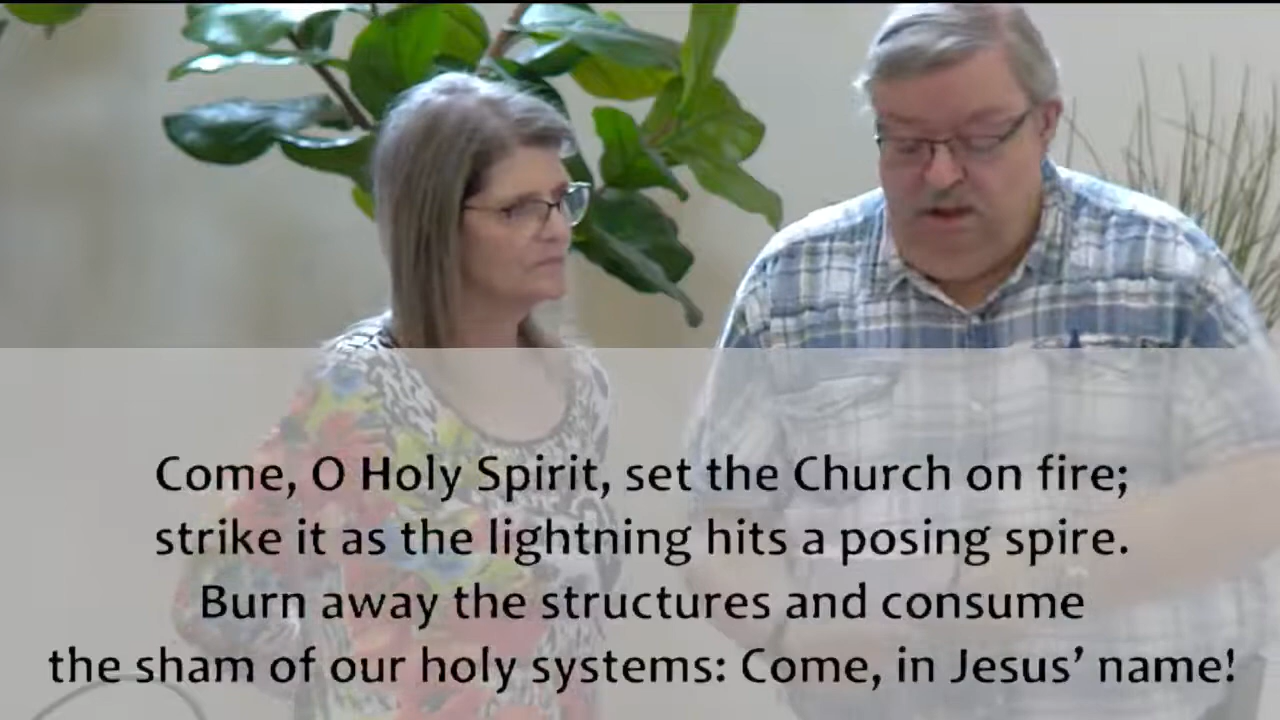 Come, O Holy Spirit, set the Church on fire;
strike it as the lightning hits a posing spire.
Burn away the structures and consume
the sham of our holy systems: Come, in Jesus’ name!